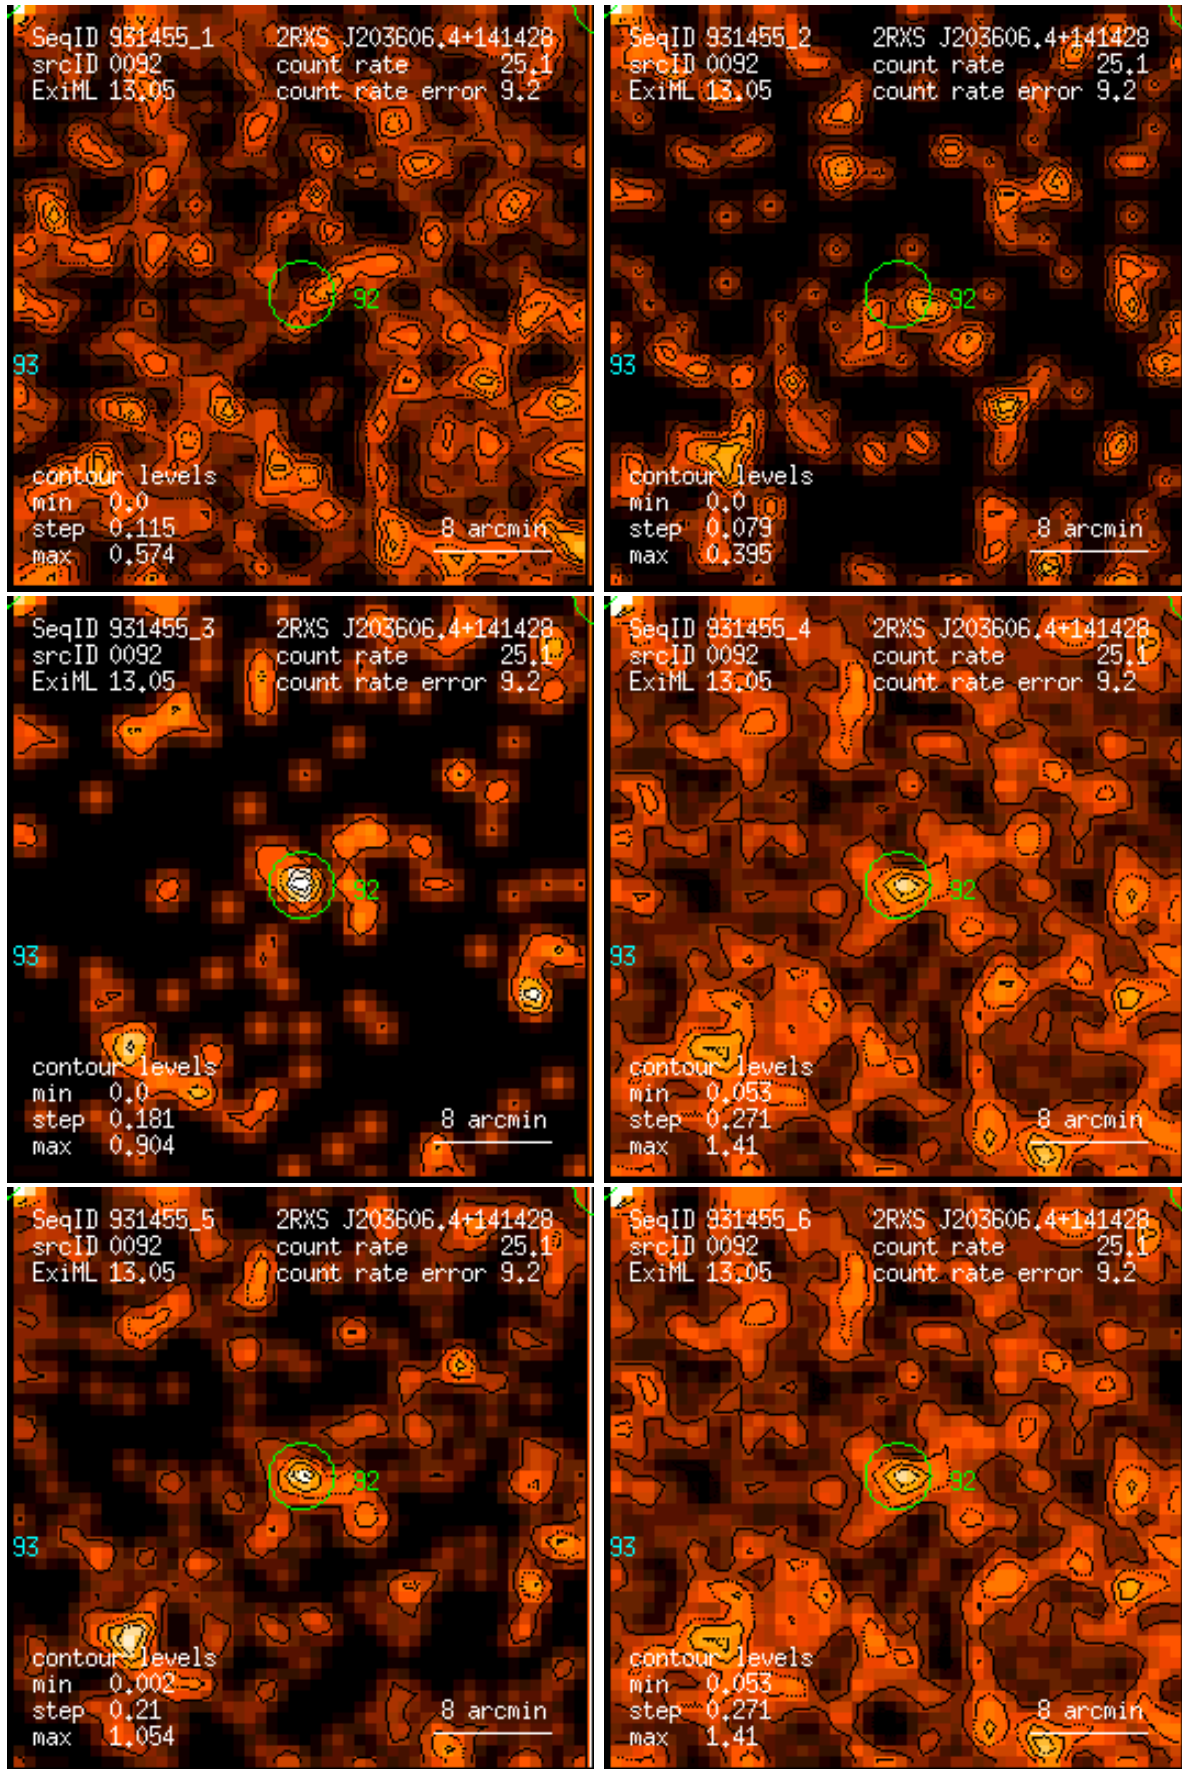 SeqID 931455_1 2RXS J203606.4+141428
srcID 0092 count rate 25.1
ExiML 13.05 count rate error 9.2
92
93
contour levels
min 0.0
step 0.115 8 arcmin
max 0.574
SeqID 931455_2 2RXS J203606.4+141428
srcID 0092 count rate 25.1
ExiML 13.05 count rate error 9.2
92
93
contour levels
min 0.0
step 0.079 8 arcmin
max 0.395
SeqID 931455_3 2RXS J203606.4+141428
srcID 0092 count rate 25.1
ExiML 13.05 count rate error 9.2
92
93
contour levels
min 0.0
step 0.181 8 arcmin
max 0.904
SeqID 931455_4 2RXS J203606.4+141428
srcID 0092 count rate 25.1
ExiML 13.05 count rate error 9.2
92
93
contour levels
min 0.053
step 0.271 8 arcmin
max 1.41
SeqID 931455_5 2RXS J203606.4+141428
srcID 0092 count rate 25.1
ExiML 13.05 count rate error 9.2
92
93
contour levels
min 0.002
step 0.21 8 arcmin
max 1.054
SeqID 931455_6 2RXS J203606.4+141428
srcID 0092 count rate 25.1
ExiML 13.05 count rate error 9.2
92
93
contour levels
min 0.053
step 0.271 8 arcmin
max 1.41